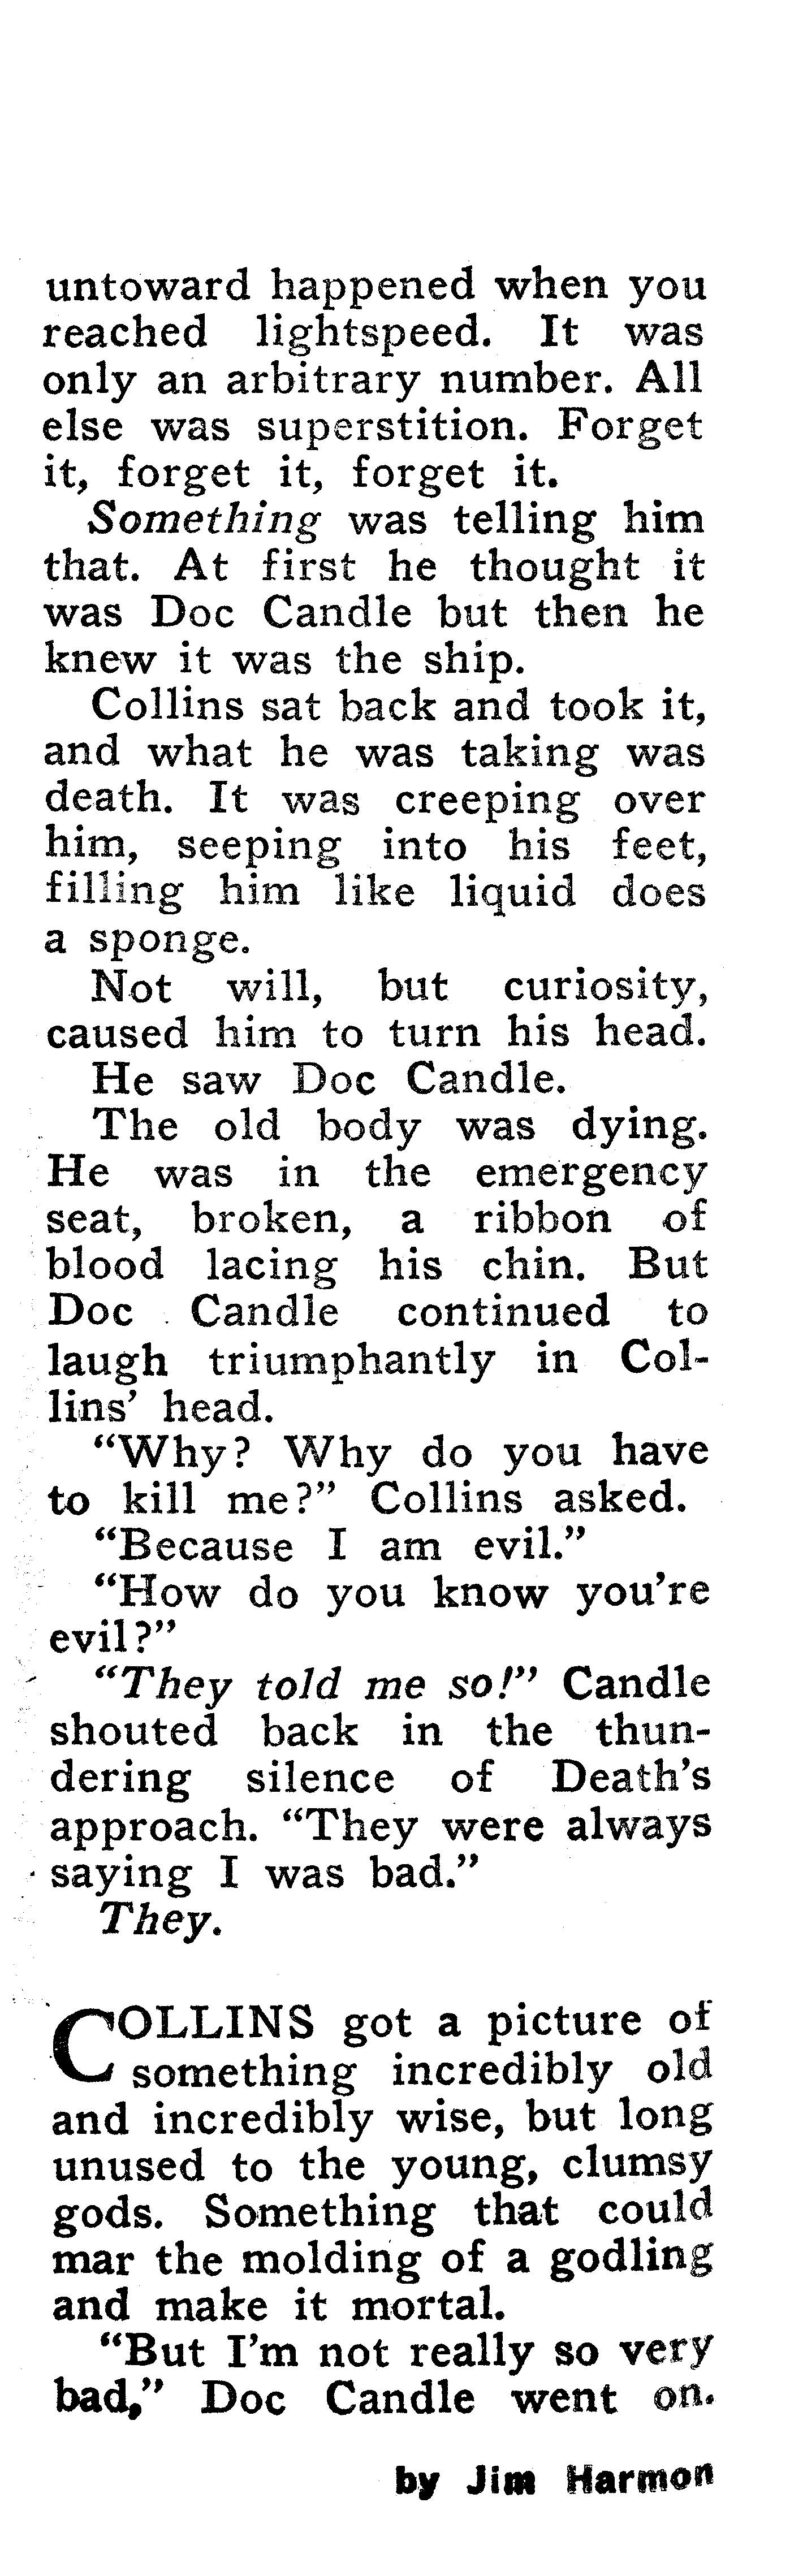 untoward happened when you
reached lightspeed. It was
only an arbitrary number. All
else was superstition. Forget
it, forget it, forget it.
Something was telling him
that. At first he thought it
was Doc Candle but then he
knew it was the ship.
Collins sat back and took it,
and what he was taking was
death. It was creeping over
him, seeping into his feet,
filling him like liquid does
a sponge.
Not will, but curiosity,
caused him to turn his head.
He saw Doc Candle.
The old body was dying.
He was in the emergency
seat, broken, a ribbon of
blood lacing his chin. But
Doc Candle continued to
laugh triumphantly in Col-
lins’ head.
“Why? Why do you have
to kill me?” Collins asked.
“Because I am evil.”
“How do you know you’re
evil?”
“They told me so!” Candle
shouted back in the thun-
dering silence of Death’s
approach. “They were always
saying I was bad.”
They.
COLLINS got a picture of
something incredibly old
and incredibly wise, but long
unused to the young, clumsy
gods. Something that could
mar the molding of a godling
and make it mortal.
“But I’m not really so very
bad,” Doc Candle went on.
by Jim Harmon